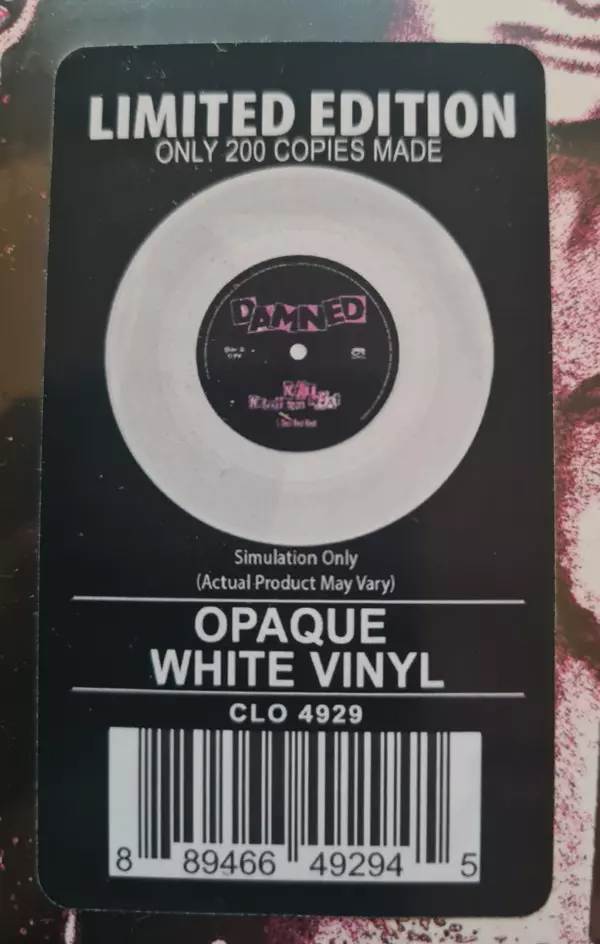 LIMITED EDITION
ONLY 200 COPIES MADE
DAMNED
Simulation Only
(Actual Product May Vary)
OPAQUE
WHITE VINYL
CLO 4929
8 89466 49294 5